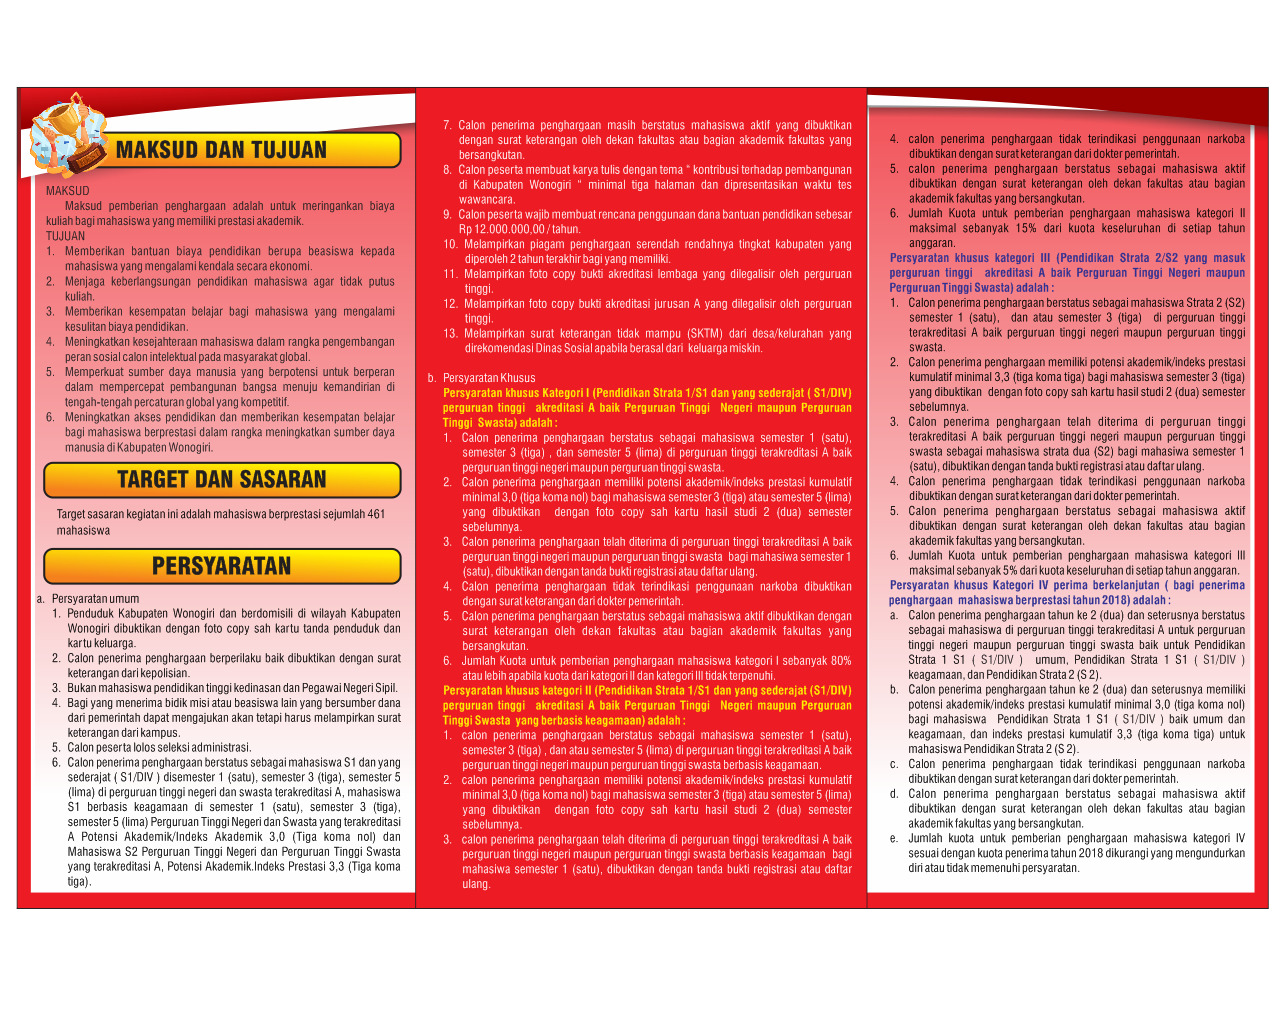 MAKSUD DAN TUJUAN
MAKSUD
Maksud pemberian penghargaan adalah untuk meringankan biaya
kuliah bagi mahasiswa yang memiliki prestasi akademik.
TUJUAN
1. Memberikan bantuan biaya pendidikan berupa beasiswa kepada
mahasiswa yang mengalami kendala secara ekonomi.
2. Menjaga keberlangsungan pendidikan mahasiswa agar tidak putus
kuliah.
3. Memberikan kesempatan belajar bagi mahasiswa yang mengalami
kesulitan biaya pendidikan.
4. Meningkatkan kesejahteraan mahasiswa dalam rangka pengembangan
peran sosial calon intelektual pada masyarakat global.
5. Memperkuat sumber daya manusia yang berpotensi untuk berperan
dalam mempercepat pembangunan bangsa menuju kemandirian di
tengah-tengah percaturan global yang kompetitif.
6. Meningkatkan akses pendidikan dan memberikan kesempatan belajar
bagi mahasiswa berprestasi dalam rangka meningkatkan sumber daya
manusia di Kabupaten Wonogiri.
TARGET DAN SASARAN
Target sasaran kegiatan ini adalah mahasiswa berprestasi sejumlah 461
mahasiswa
PERSYARATAN
a. Persyaratan umum
1. Penduduk Kabupaten Wonogiri dan berdomisili di wilayah Kabupaten
Wonogiri dibuktikan dengan foto copy sah kartu tanda penduduk dan
kartu keluarga.
2. Calon penerima penghargaan berperilaku baik dibuktikan dengan surat
keterangan dari kepolisian.
3. Bukan mahasiswa pendidikan tinggi kedinasan dan Pegawai Negeri Sipil.
4. Bagi yang menerima bidik misi atau beasiswa lain yang bersumber dana
dari pemerintah dapat mengajukan akan tetapi harus melampirkan surat
keterangan dari kampus.
5. Calon peserta lolos seleksi administrasi.
6. Calon penerima penghargaan berstatus sebagai mahasiswa S1 dan yang
sederajat ( S1/DIV ) disemester 1 (satu), semester 3 (tiga), semester 5
(lima) di perguruan tinggi negeri dan swasta terakreditasi A, mahasiswa
S1 berbasis keagamaan di semester 1 (satu), semester 3 (tiga),
semester 5 (lima) Perguruan Tinggi Negeri dan Swasta yang terakreditasi
A Potensi Akademik/Indeks Akademik 3,0 (Tiga koma nol) dan
Mahasiswa S2 Perguruan Tinggi Negeri dan Perguruan Tinggi Swasta
yang terakreditasi A, Potensi Akademik.Indeks Prestasi 3,3 (Tiga koma
tiga).
7. Calon penerima penghargaan masih berstatus mahasiswa aktif yang dibuktikan
dengan surat keterangan oleh dekan fakultas atau bagian akademik fakultas yang
bersangkutan.
8. Calon peserta membuat karya tulis dengan tema “ kontribusi terhadap pembangunan
di Kabupaten Wonogiri “ minimal tiga halaman dan dipresentasikan waktu tes
wawancara.
9. Calon peserta wajib membuat rencana penggunaan dana bantuan pendidikan sebesar
Rp 12.000.000,00 / tahun.
10. Melampirkan piagam penghargaan serendah rendahnya tingkat kabupaten yang
diperoleh 2 tahun terakhir bagi yang memiliki.
11. Melampirkan foto copy bukti akreditasi lembaga yang dilegalisir oleh perguruan
tinggi.
12. Melampirkan foto copy bukti akreditasi jurusan A yang dilegalisir oleh perguruan
tinggi.
13. Melampirkan surat keterangan tidak mampu (SKTM) dari desa/kelurahan yang
direkomendasi Dinas Sosial apabila berasal dari keluarga miskin.
b. Persyaratan Khusus
Persyaratan khusus Kategori I (Pendidikan Strata 1/S1 dan yang sederajat ( S1/DIV)
perguruan tinggi akreditasi A baik Perguruan Tinggi Negeri maupun Perguruan
Tinggi Swasta) adalah :
1. Calon penerima penghargaan berstatus sebagai mahasiswa semester 1 (satu),
semester 3 (tiga) , dan semester 5 (lima) di perguruan tinggi terakreditasi A baik
perguruan tinggi negeri maupun perguruan tinggi swasta.
2. Calon penerima penghargaan memiliki potensi akademik/indeks prestasi kumulatif
minimal 3,0 (tiga koma nol) bagi mahasiswa semester 3 (tiga) atau semester 5 (lima)
yang dibuktikan dengan foto copy sah kartu hasil studi 2 (dua) semester
sebelumnya.
3. Calon penerima penghargaan telah diterima di perguruan tinggi terakreditasi A baik
perguruan tinggi negeri maupun perguruan tinggi swasta bagi mahasiwa semester 1
(satu), dibuktikan dengan tanda bukti registrasi atau daftar ulang.
4. Calon penerima penghargaan tidak terindikasi penggunaan narkoba dibuktikan
dengan surat keterangan dari dokter pemerintah.
5. Calon penerima penghargaan berstatus sebagai mahasiswa aktif dibuktikan dengan
surat keterangan oleh dekan fakultas atau bagian akademik fakultas yang
bersangkutan.
6. Jumlah Kuota untuk pemberian penghargaan mahasiswa kategori I sebanyak 80%
atau lebih apabila kuota dari kategori II dan kategori III tidak terpenuhi.
Persyaratan khusus kategori II (Pendidikan Strata 1/S1 dan yang sederajat (S1/DIV)
perguruan tinggi akreditasi A baik Perguruan Tinggi Negeri maupun Perguruan
Tinggi Swasta yang berbasis keagamaan) adalah :
1. calon penerima penghargaan berstatus sebagai mahasiswa semester 1 (satu),
semester 3 (tiga) , dan atau semester 5 (lima) di perguruan tinggi terakreditasi A baik
perguruan tinggi negeri maupun perguruan tinggi swasta berbasis keagamaan.
2. calon penerima penghargaan memiliki potensi akademik/indeks prestasi kumulatif
minimal 3,0 (tiga koma nol) bagi mahasiswa semester 3 (tiga) atau semester 5 (lima)
yang dibuktikan dengan foto copy sah kartu hasil studi 2 (dua) semester
sebelumnya.
3. calon penerima penghargaan telah diterima di perguruan tinggi terakreditasi A baik
perguruan tinggi negeri maupun perguruan tinggi swasta berbasis keagamaan bagi
mahasiwa semester 1 (satu), dibuktikan dengan tanda bukti registrasi atau daftar
ulang.
4. calon penerima penghargaan tidak terindikasi penggunaan narkoba
dibuktikan dengan surat keterangan dari dokter pemerintah.
5. calon penerima penghargaan berstatus sebagai mahasiswa aktif
dibuktikan dengan surat keterangan oleh dekan fakultas atau bagian
akademik fakultas yang bersangkutan.
6. Jumlah Kuota untuk pemberian penghargaan mahasiswa kategori II
maksimal sebanyak 15% dari kuota keseluruhan di setiap tahun
anggaran.
Persyaratan khusus kategori III (Pendidikan Strata 2/S2 yang masuk
perguruan tinggi akreditasi A baik Perguruan Tinggi Negeri maupun
Perguruan Tinggi Swasta) adalah :
1. Calon penerima penghargaan berstatus sebagai mahasiswa Strata 2 (S2)
semester 1 (satu), dan atau semester 3 (tiga) di perguruan tinggi
terakreditasi A baik perguruan tinggi negeri maupun perguruan tinggi
swasta.
2. Calon penerima penghargaan memiliki potensi akademik/indeks prestasi
kumulatif minimal 3,3 (tiga koma tiga) bagi mahasiswa semester 3 (tiga)
yang dibuktikan dengan foto copy sah kartu hasil studi 2 (dua) semester
sebelumnya.
3. Calon penerima penghargaan telah diterima di perguruan tinggi
terakreditasi A baik perguruan tinggi negeri maupun perguruan tinggi
swasta sebagai mahasiswa strata dua (S2) bagi mahasiwa semester 1
(satu), dibuktikan dengan tanda bukti registrasi atau daftar ulang.
4. Calon penerima penghargaan tidak terindikasi penggunaan narkoba
dibuktikan dengan surat keterangan dari dokter pemerintah.
5. Calon penerima penghargaan berstatus sebagai mahasiswa aktif
dibuktikan dengan surat keterangan oleh dekan fakultas atau bagian
akademik fakultas yang bersangkutan.
6. Jumlah Kuota untuk pemberian penghargaan mahasiswa kategori III
maksimal sebanyak 5% dari kuota keseluruhan di setiap tahun anggaran.
Persyaratan khusus Kategori IV perima berkelanjutan ( bagi penerima
penghargaan mahasiswa berprestasi tahun 2018) adalah :
a. Calon penerima penghargaan tahun ke 2 (dua) dan seterusnya berstatus
sebagai mahasiswa di perguruan tinggi terakreditasi A untuk perguruan
tinggi negeri maupun perguruan tinggi swasta baik untuk Pendidikan
Strata 1 S1 ( S1/DIV ) umum, Pendidikan Strata 1 S1 ( S1/DIV )
keagamaan, dan Pendidikan Strata 2 (S 2).
b. Calon penerima penghargaan tahun ke 2 (dua) dan seterusnya memiliki
potensi akademik/indeks prestasi kumulatif minimal 3,0 (tiga koma nol)
bagi mahasiswa Pendidikan Strata 1 S1 ( S1/DIV ) baik umum dan
keagamaan, dan indeks prestasi kumulatif 3,3 (tiga koma tiga) untuk
mahasiswa Pendidikan Strata 2 (S 2).
c. Calon penerima penghargaan tidak terindikasi penggunaan narkoba
dibuktikan dengan surat keterangan dari dokter pemerintah.
d. Calon penerima penghargaan berstatus sebagai mahasiswa aktif
dibuktikan dengan surat keterangan oleh dekan fakultas atau bagian
akademik fakultas yang bersangkutan.
e. Jumlah kuota untuk pemberian penghargaan mahasiswa kategori IV
sesuai dengan kuota penerima tahun 2018 dikurangi yang mengundurkan
diri atau tidak memenuhi persyaratan.